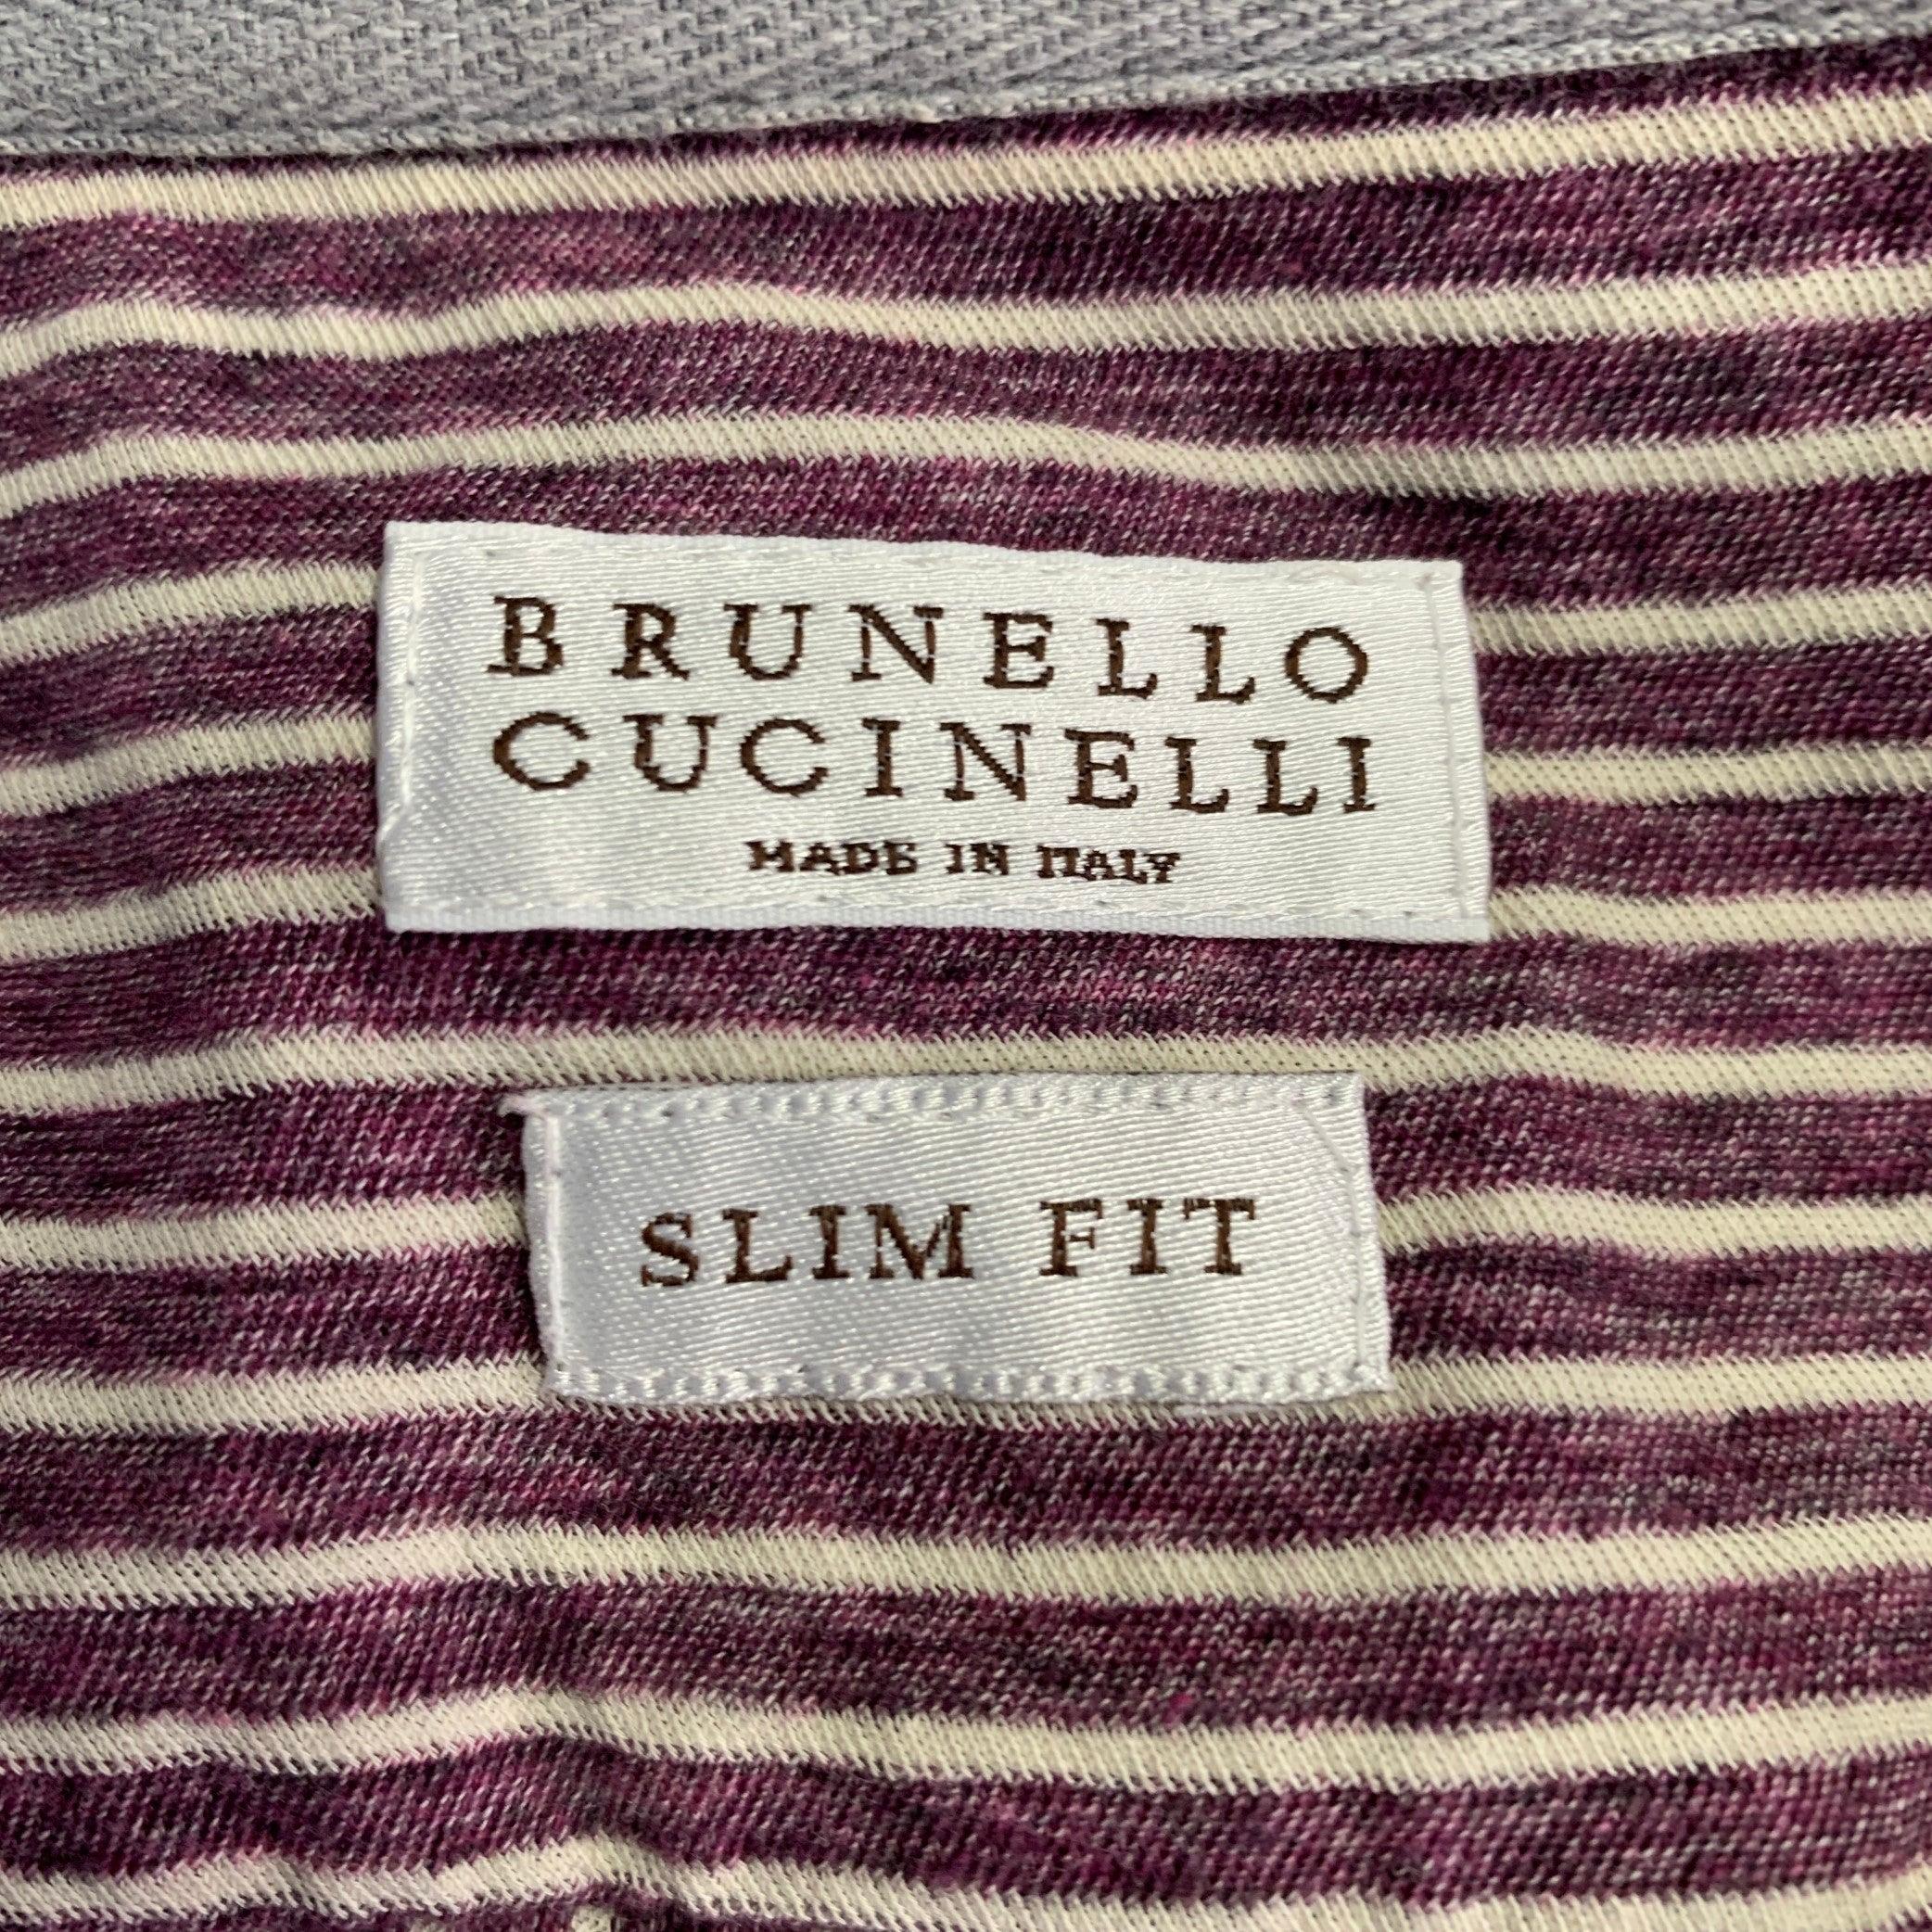 BRUNELLO
CUCINELLI
MADE IN ITALY
SLIM FIT